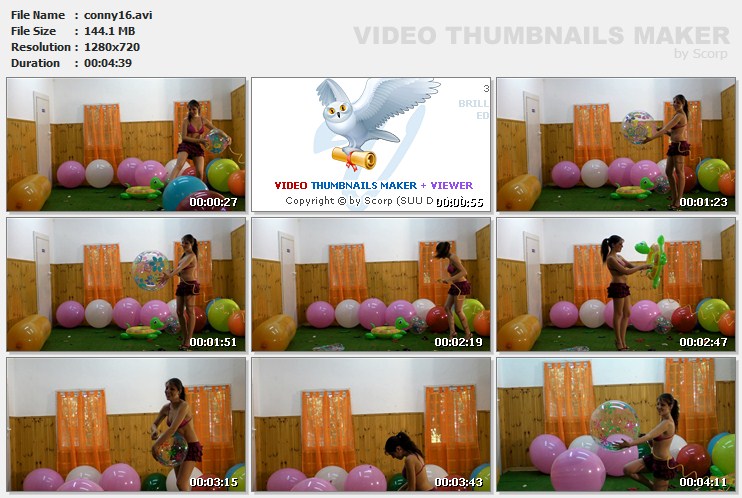 File Name : conny16.avi
File Size : 144.1 MB
Resolution : 1280x720
Duration : 00:04:39
VIDEO THUMBNAILS MAKER
by Scorp
00:00:27
3
BRILL
ED
VIDEO THUMBNAILS MAKER + VIEWER
Copyright © by Scorp (SUU D
00:00:55
00:01:23
00:01:51
00:02:19
00:02:47
00:03:15
00:03:43
00:04:11